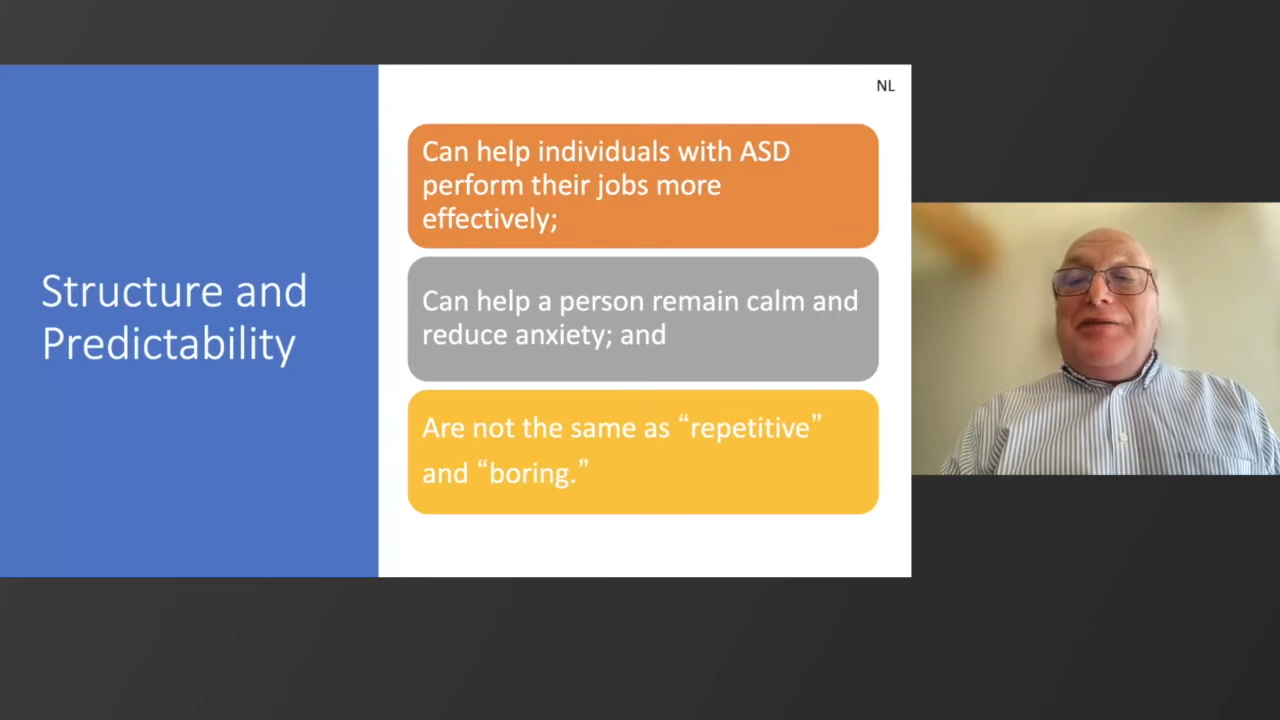 NL
Structure and
Predictability
Can help individuals with ASD
perform their jobs more
effectively;
Can help a person remain calm and
reduce anxiety; and
Are not the same as “repetitive”
and “boring.”